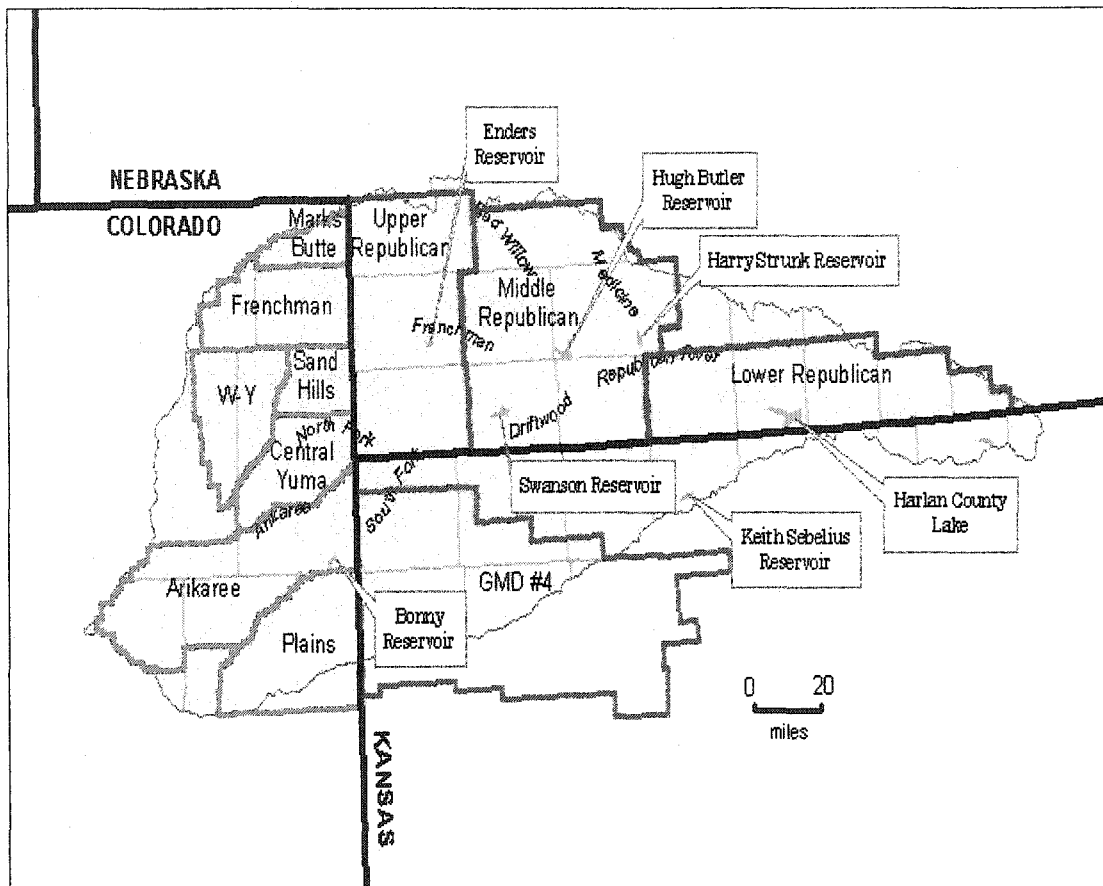 Enders
Reservoir
Hugh Butler
Reservoir
NEBRASKA
COLORADO
Marks
Butte
Upper
Republican
Red Willow
Medicine
Harry Strunk Reservoir
Middle
Republican
Frenchman
Frenchman
Republican River
Sand
Hills
W-Y
Lower Republican
Driftwood
North Fork
Central
Yuma
South Fork
Swanson Reservoir
Harlan County
Lake
Arikaree
Keith Sebelius
Reservoir
Arikaree
GMD #4
Bonny
Reservoir
Plains
0 20
miles
KANSAS